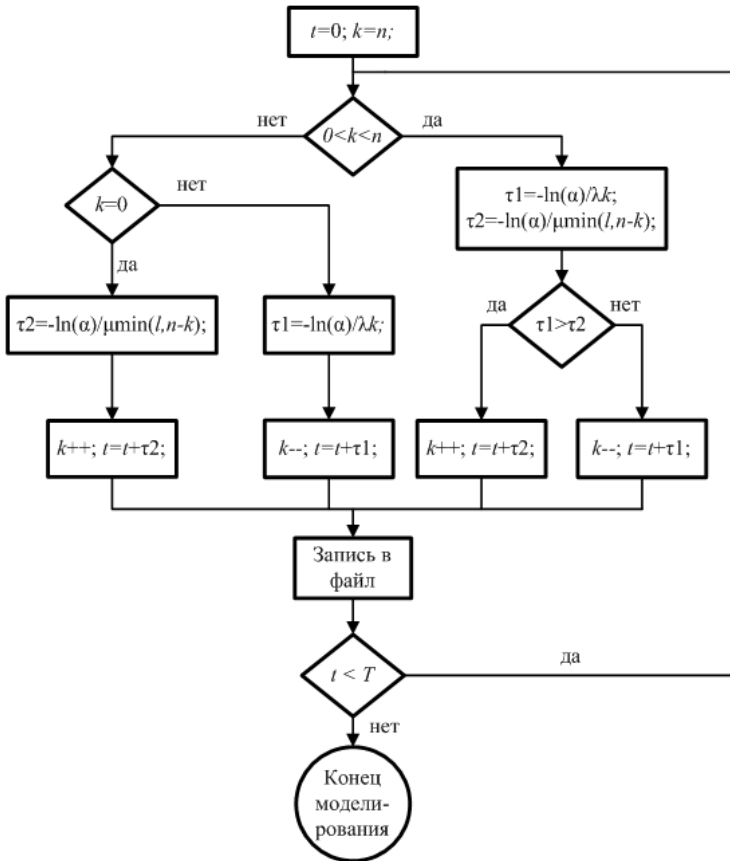 t=0; k=n;
0<k<n
нет
да
k=0
нет
да
τ1=-ln(α)/λk;
τ2=-ln(α)/μmin(l,n-k);
τ2=-ln(α)/μmin(l,n-k);
τ1=-ln(α)/λk;
да
τ1>τ2
нет
k++; t=t+τ2;
k--; t=t+τ1;
k++; t=t+τ2;
k--; t=t+τ1;
Запись в
файл
t < T
да
нет
Конец
модели-
рования